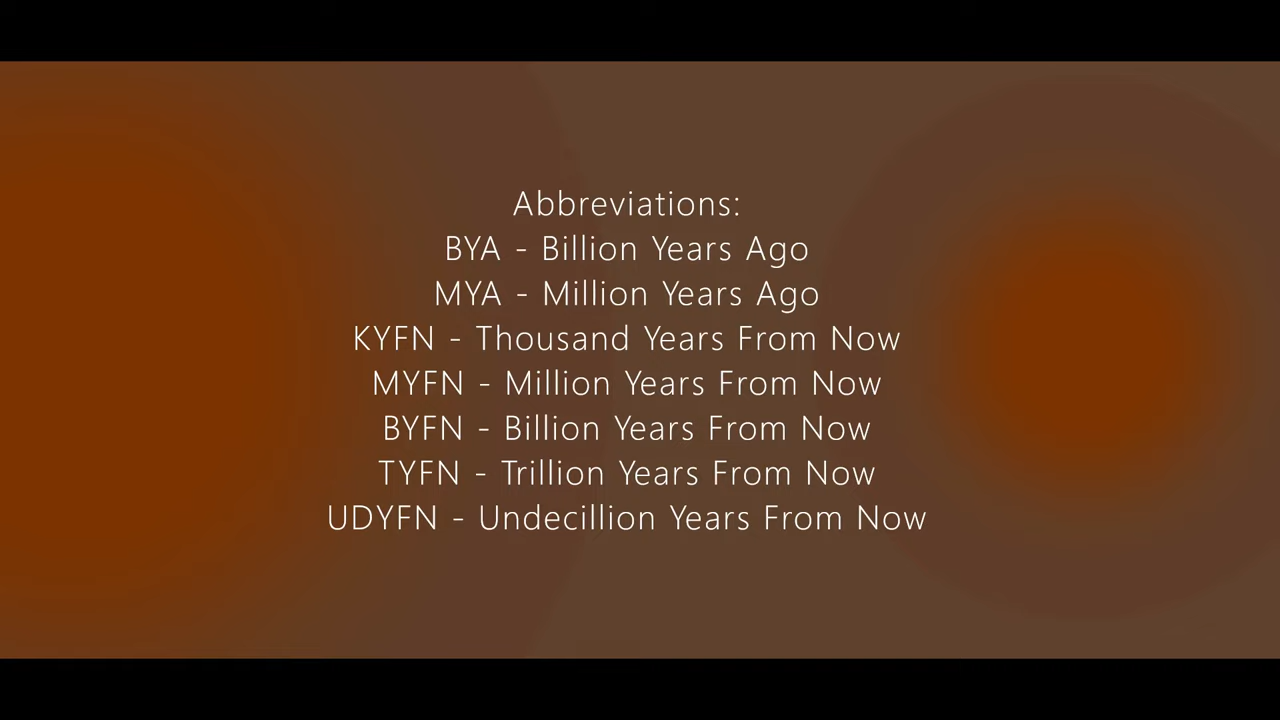 Abbreviations:
BYA - Billion Years Ago
MYA - Million Years Ago
KYFN - Thousand Years From Now
MYFN - Million Years From Now
BYFN - Billion Years From Now
TYFN - Trillion Years From Now
UDYFN - Undecillion Years From Now